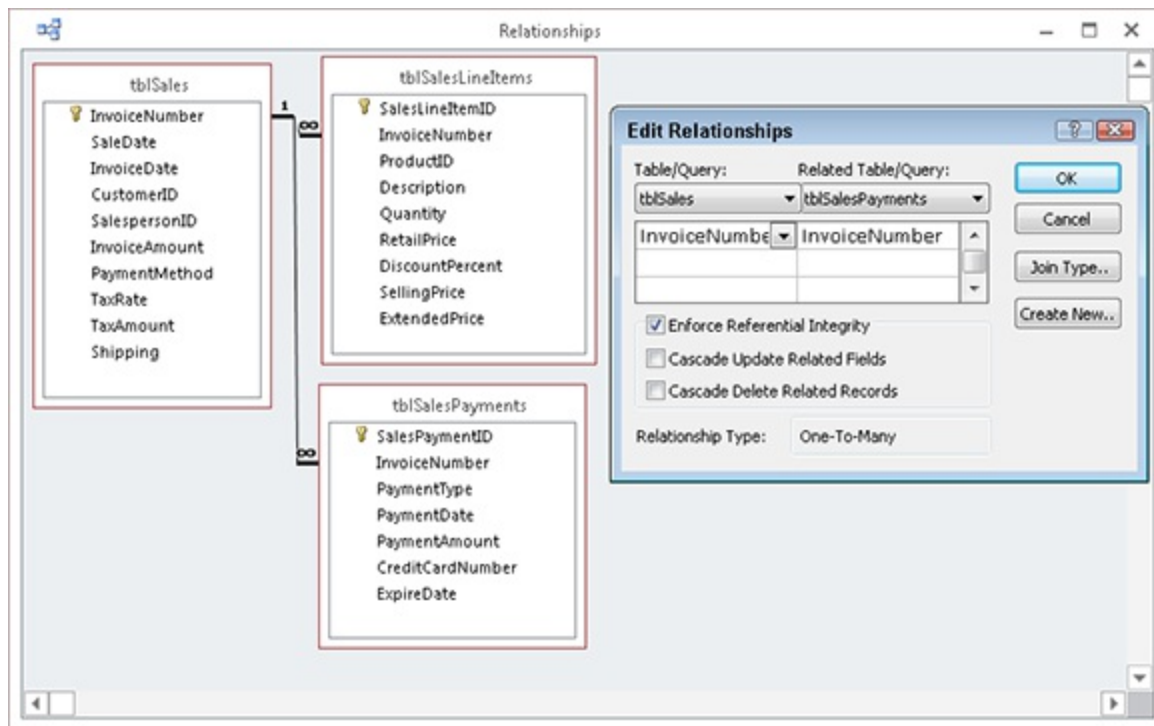 Relationships
tblSales
InvoiceNumber
SaleDate
InvoiceDate
CustomerID
SalespersonID
InvoiceAmount
PaymentMethod
TaxRate
TaxAmount
Shipping
1
∞
∞
tblSalesLineItems
SalesLineItemID
InvoiceNumber
ProductID
Description
Quantity
RetailPrice
DiscountPercent
SellingPrice
ExtendedPrice
tblSalesPayments
SalesPaymentID
InvoiceNumber
PaymentType
PaymentDate
PaymentAmount
CreditCardNumber
ExpireDate
Edit Relationships
Table/Query: Related Table/Query:
tblSales tblSalesPayments
InvoiceNumbe InvoiceNumber
Enforce Referential Integrity
Cascade Update Related Fields
Cascade Delete Related Records
Relationship Type: One-To-Many
OK
Cancel
Join Type..
Create New..